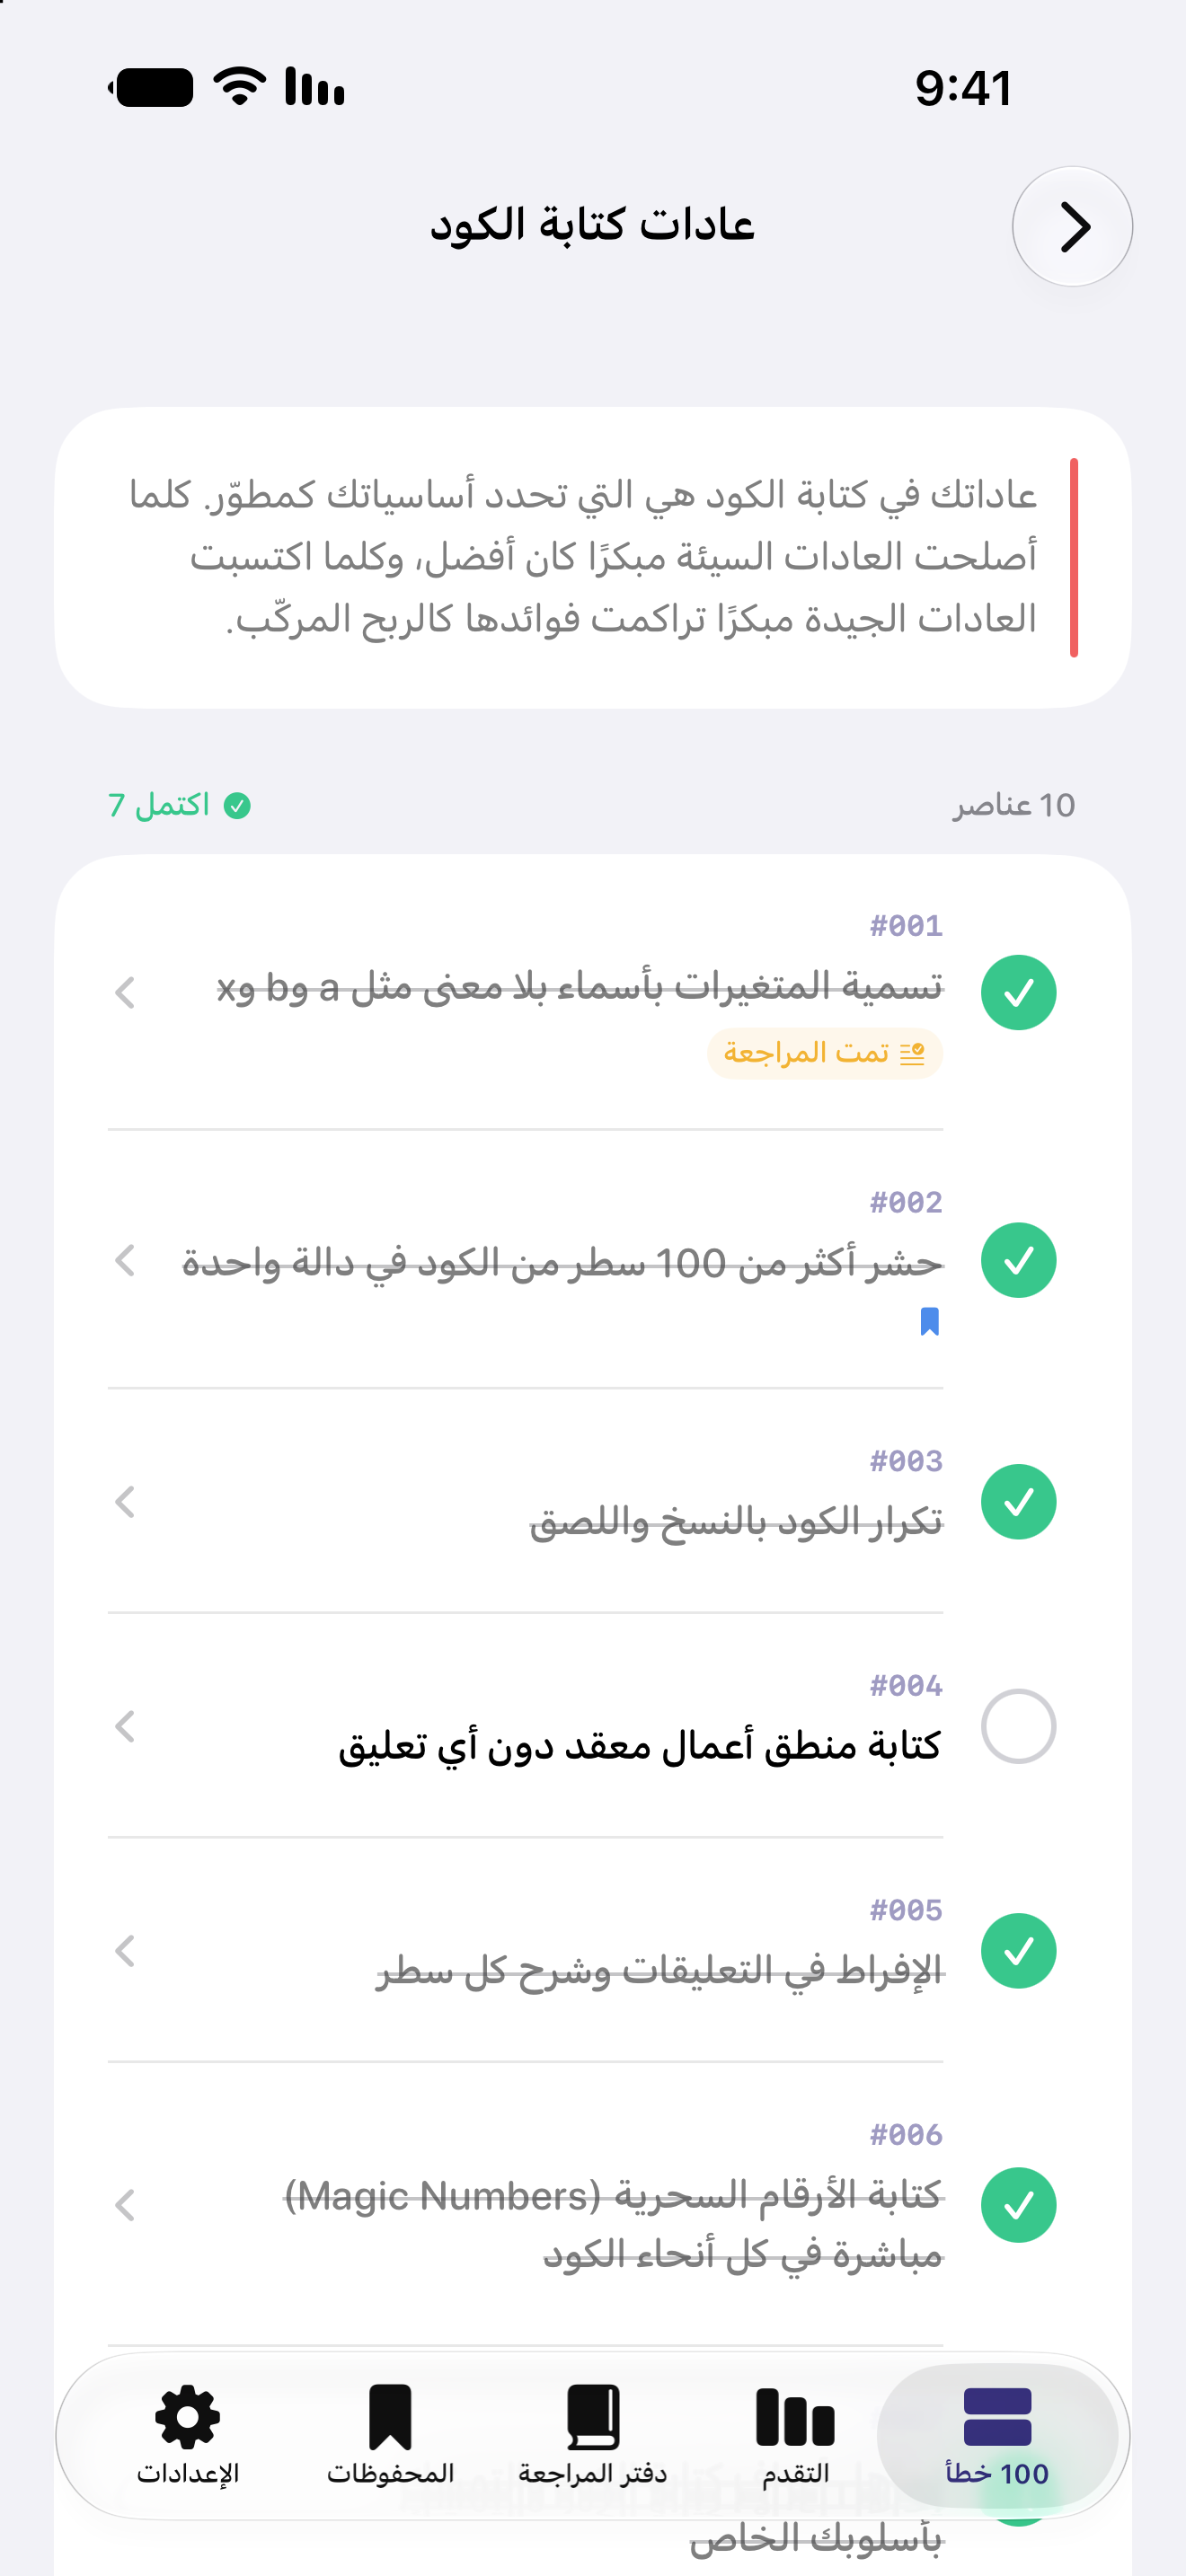 9:41
عادات كتابة الكود
عاداتك في كتابة الكود هي التي تحدد أساسياتك كمطوّر. كلما
أصلحت العادات السيئة مبكرًا كان أفضل، وكلما اكتسبت
العادات الجيدة مبكرًا تراكمت فوائدها كالربح المركّب.
10 عناصر
اكتمل 7
#001
تسمية المتغيرات بأسماء بلا معنى مثل a وb وx
تمت المراجعة
#002
حشر أكثر من 100 سطر من الكود في دالة واحدة
#003
تكرار الكود بالنسخ واللصق
#004
كتابة منطق أعمال معقد دون أي تعليق
#005
الإفراط في التعليقات وشرح كل سطر
#006
كتابة الأرقام السحرية (Magic Numbers)
مباشرة في كل أنحاء الكود
100 خطأ
التقدم
دفتر المراجعة
المحفوظات
الإعدادات
بأسلوبك الخاص